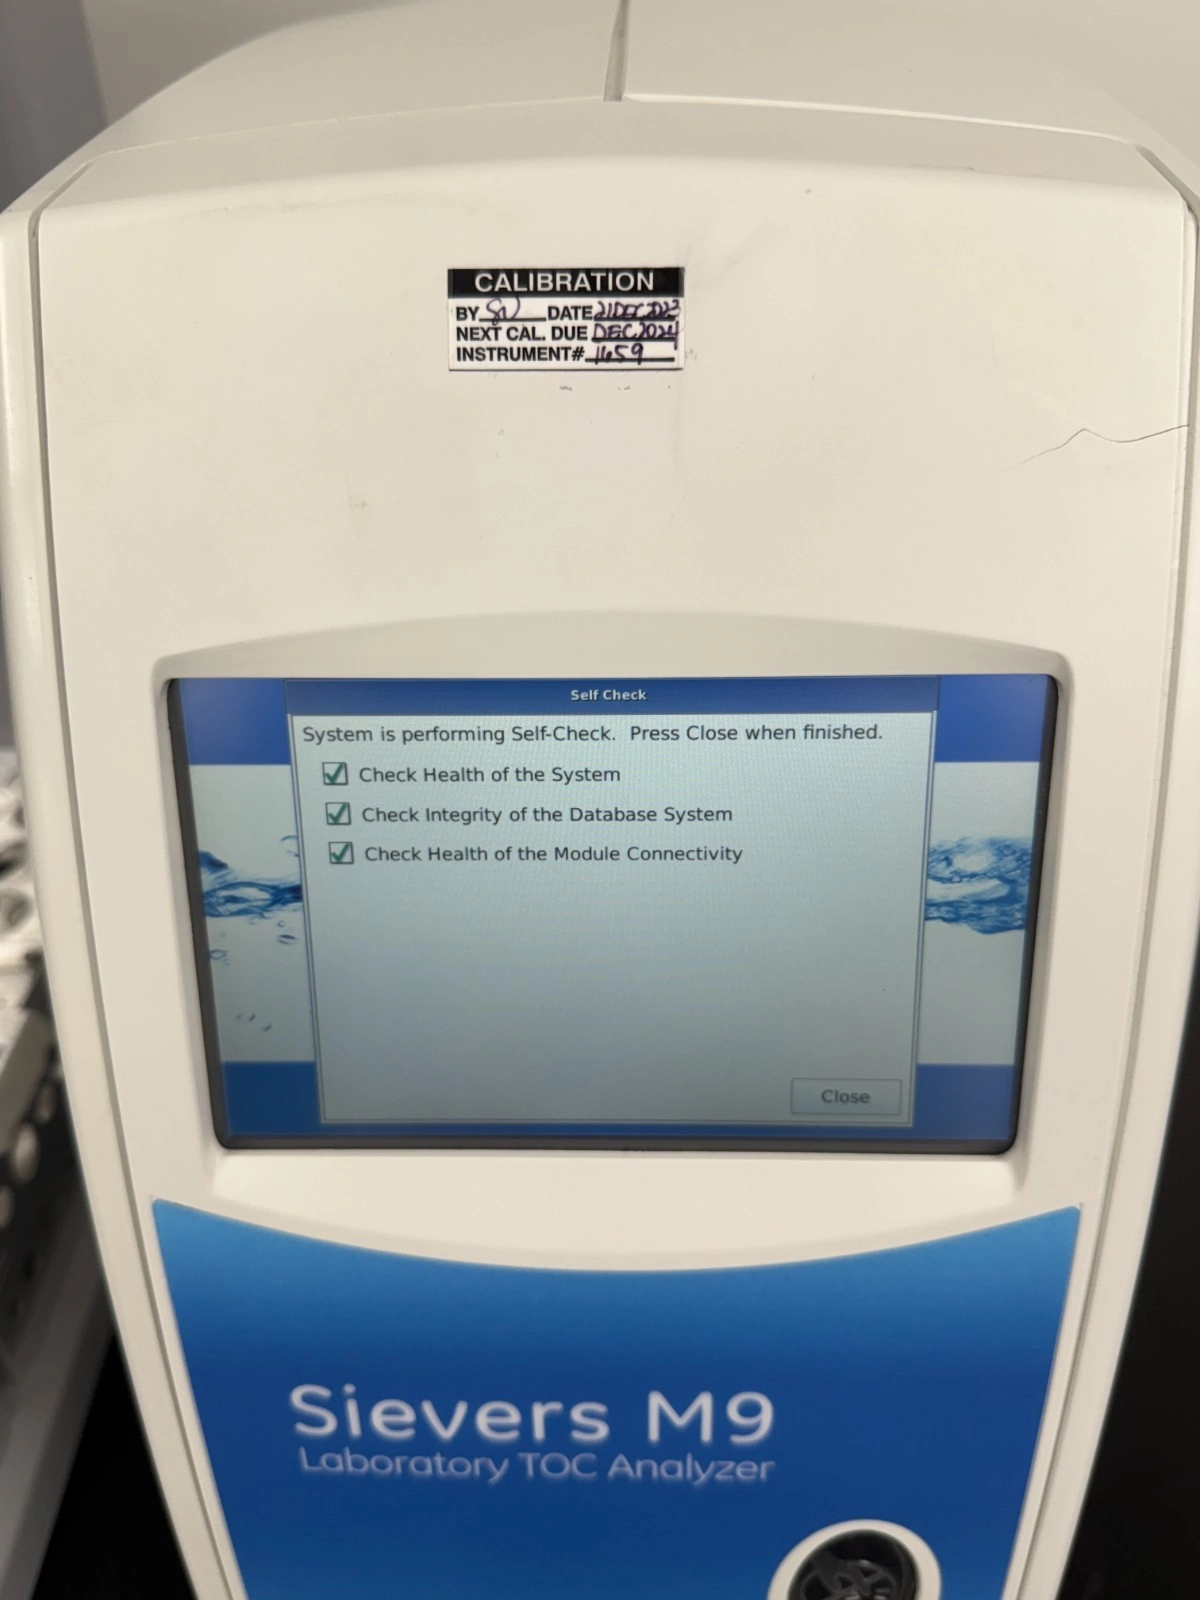 CALIBRATION
BY SW DATE 21DEC2023
NEXT CAL. DUE DEC2024
INSTRUMENT# 1659
Self Check
System is performing Self-Check. Press Close when finished.
Check Health of the System
Check Integrity of the Database System
Check Health of the Module Connectivity
Close
Sievers M9
Laboratory TOC Analyzer